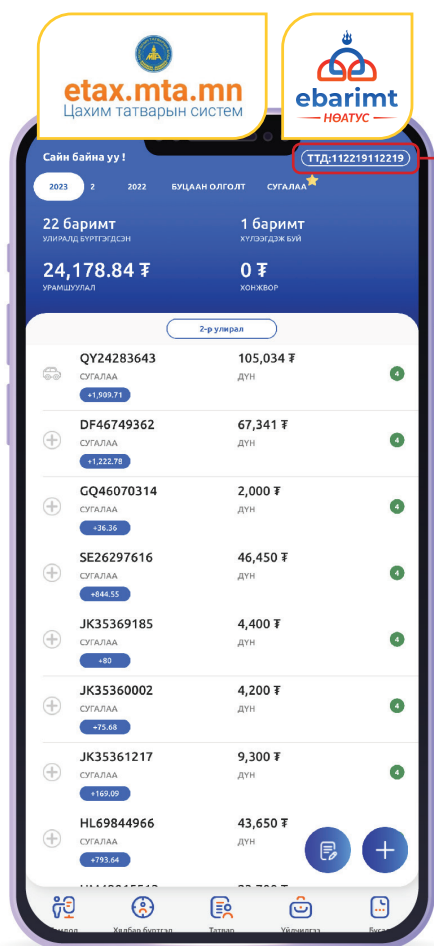 etax.mta.mn
Цахим татварын систем
ebarimt
НӨАТУС
Сайн байна уу !
ТТД:112219112219
2023 2 2022 БУЦААН ОЛГОЛТ СУГАЛАА
22 баримт 1 баримт
УЛИРАЛД БҮРТГЭГДСЭН ХҮЛЭЭГДЭЖ БУЙ
24,178.84 ₮ 0 ₮
УРАМШУУЛАЛ ХОНЖВОР
2-р улирал
QY24283643 105,034 ₮
СУГАЛАА ДҮН 4
+1,909.71
DF46749362 67,341 ₮
СУГАЛАА ДҮН 4
+1,222.78
GQ46070314 2,000 ₮
СУГАЛАА ДҮН 4
+36.36
SE26297616 46,450 ₮
СУГАЛАА ДҮН 4
+844.55
JK35369185 4,400 ₮
СУГАЛАА ДҮН 4
+80
JK35360002 4,200 ₮
СУГАЛАА ДҮН 4
+75.68
JK35361217 9,300 ₮
СУГАЛАА ДҮН 4
+169.09
HL69844966 43,650 ₮
СУГАЛАА ДҮН
+793.64
Хялбар бүртгэл Татвар Үйлчилгээ